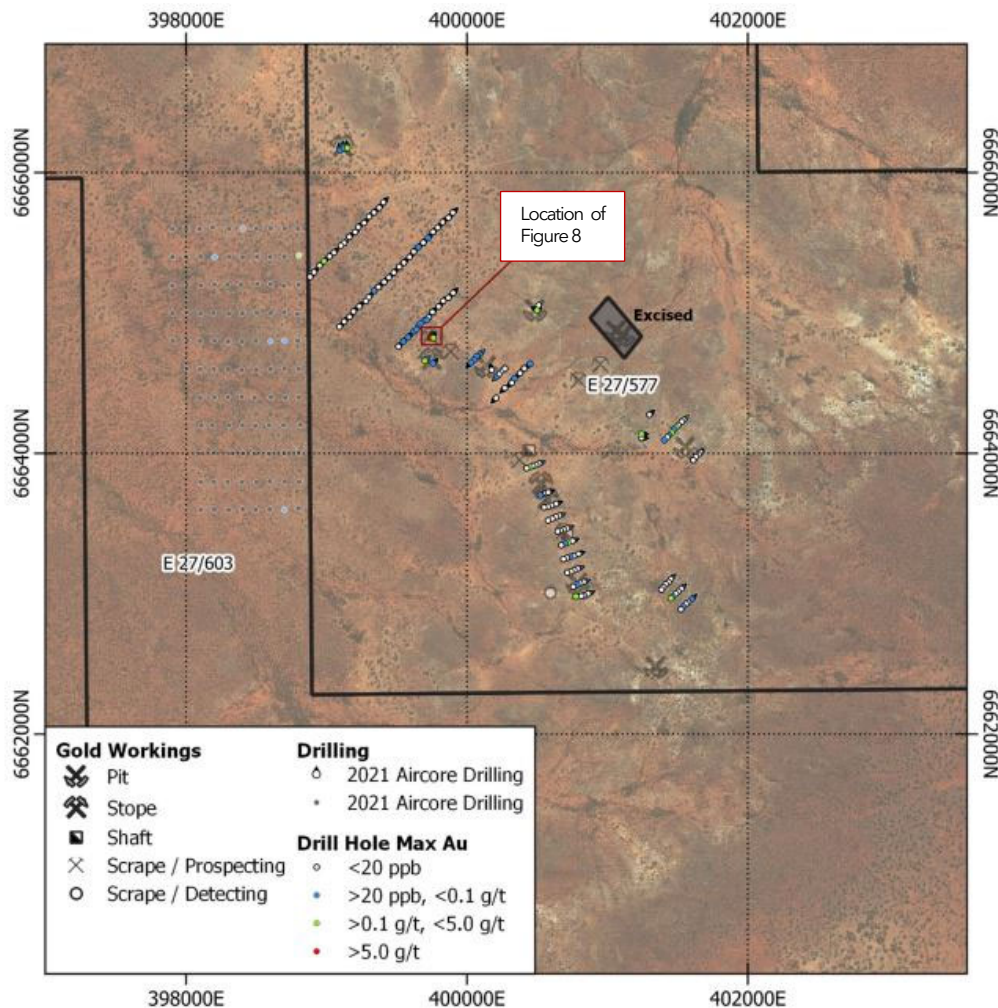 398000E
400000E
402000E
6666000N
6666000N
Location of
Figure 8
Excised
E 27/577
6664000N
6664000N
E 27/603
6662000N
6662000N
Gold Workings
Pit
Stope
Shaft
Scrape / Prospecting
Scrape / Detecting
Drilling
2021 Aircore Drilling
2021 Aircore Drilling
Drill Hole Max Au
<20 ppb
>20 ppb, <0.1 g/t
>0.1 g/t, <5.0 g/t
>5.0 g/t
398000E
400000E
402000E